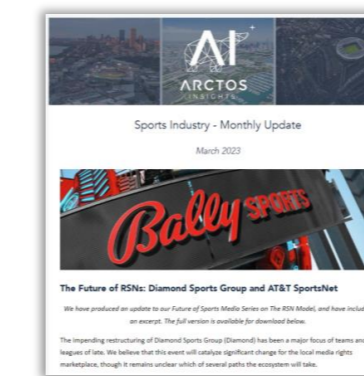 AI
ARCTOS
INSIGHTS
Sports Industry - Monthly Update
March 2023
Bally SPORTS
The Future of RSNs: Diamond Sports Group and AT&T SportsNet
We have produced an update to our Future of Sports Media Series on The RSN Model, and have includ
an excerpt. The full version is available for download below.
The impending restructuring of Diamond Sports Group (Diamond) has been a major focus of teams and
leagues of late. We believe that this event will catalyze significant change for the local media rights
marketplace, though it remains unclear which of several paths the ecosystem will take.